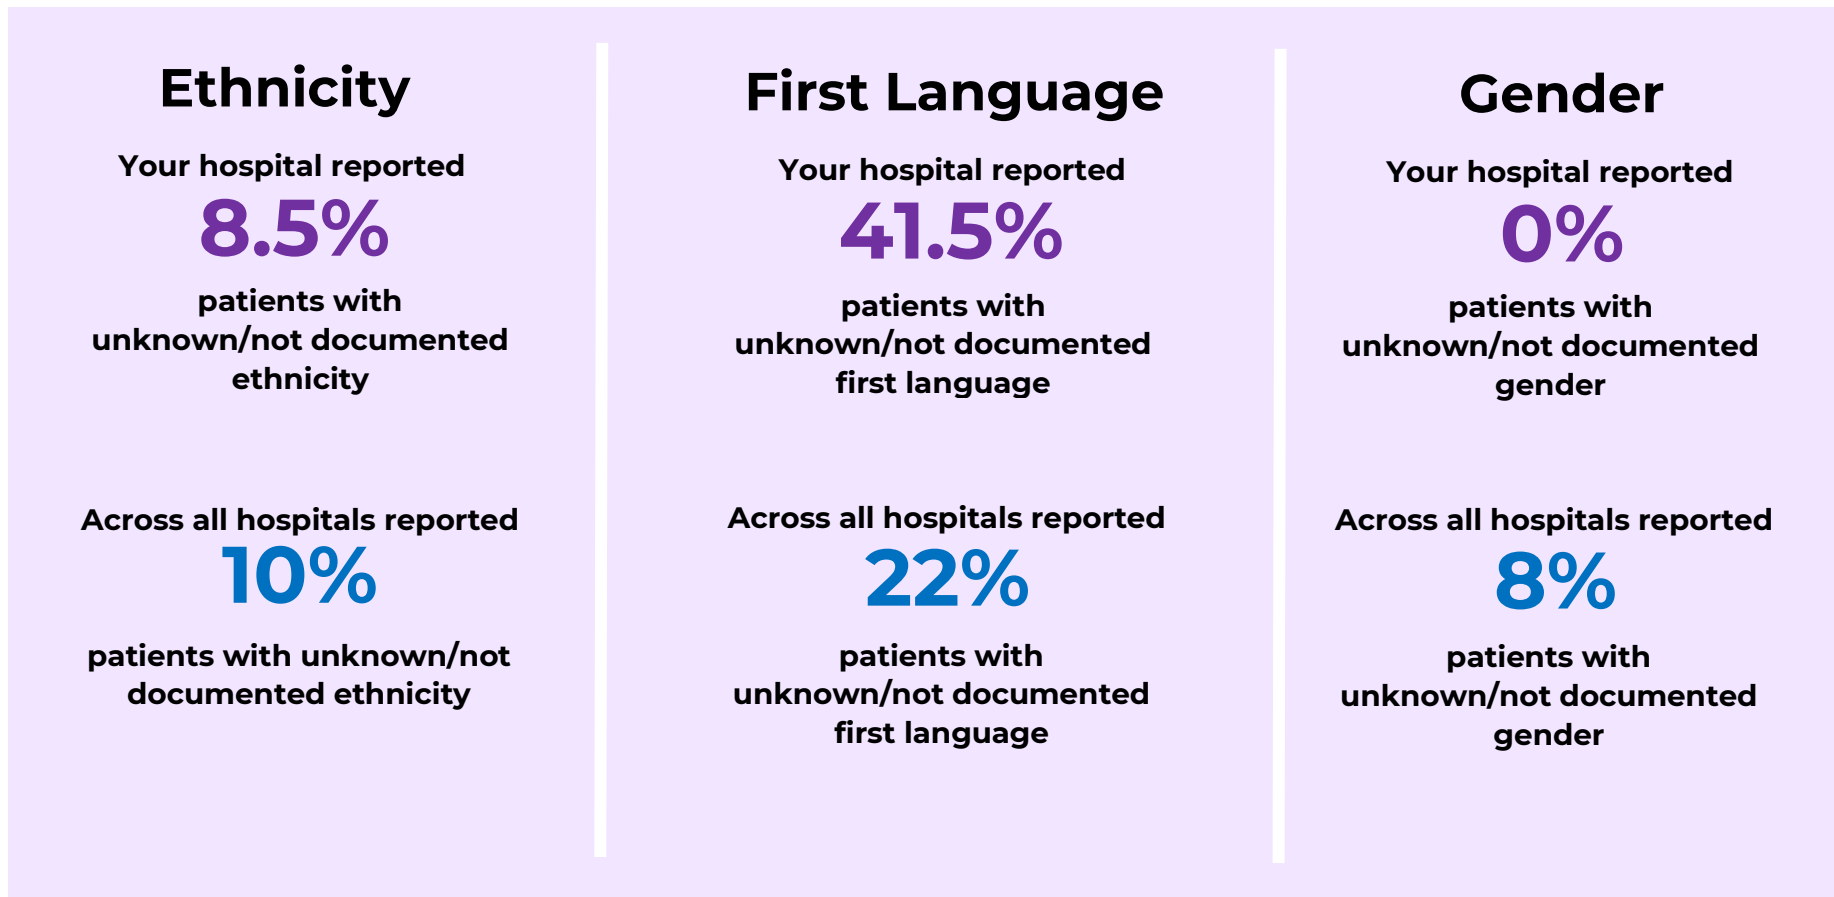 Ethnicity
Your hospital reported
8.5%
patients with
unknown/not documented
ethnicity
Across all hospitals reported
10%
patients with unknown/not
documented ethnicity
First Language
Your hospital reported
41.5%
patients with
unknown/not documented
first language
Across all hospitals reported
22%
patients with
unknown/not documented
first language
Gender
Your hospital reported
0%
patients with
unknown/not documented
gender
Across all hospitals reported
8%
patients with
unknown/not documented
gender